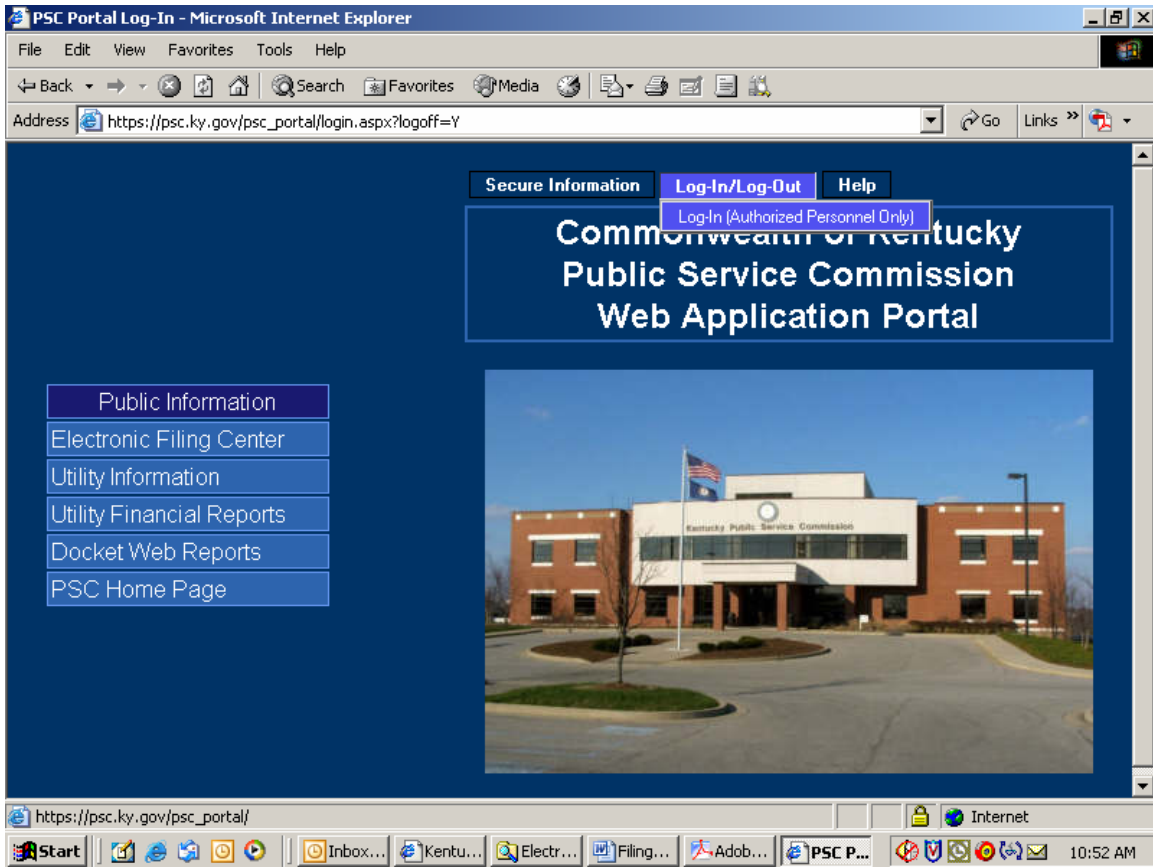 PSC Portal Log-In - Microsoft Internet Explorer
File Edit View Favorites Tools Help
Back Search Favorites Media
Address https://psc.ky.gov/psc_portal/login.aspx?logoff=Y Go Links »
Secure Information Log-In/Log-Out Help
Log-In (Authorized Personnel Only)
Commonwealth of Kentucky
Public Service Commission
Web Application Portal
Public Information
Electronic Filing Center
Utility Information
Utility Financial Reports
Docket Web Reports
PSC Home Page
Kentucky Public Service Commission
https://psc.ky.gov/psc_portal/ Internet
Start Inbox... Kentu... Electr... Filing... Adob... PSC P... 10:52 AM